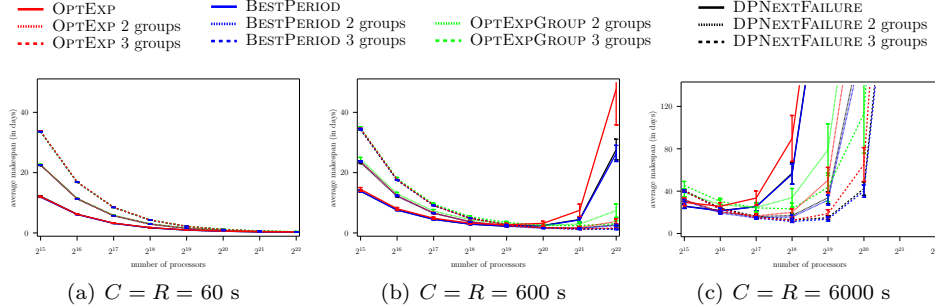 OPTEXP
OPTEXP 2 groups
OPTEXP 3 groups
BESTPERIOD
BESTPERIOD 2 groups
BESTPERIOD 3 groups
OPTEXPGROUP 2 groups
OPTEXPGROUP 3 groups
DPNEXTFAILURE
DPNEXTFAILURE 2 groups
DPNEXTFAILURE 3 groups
average makespan (in days)
40
20
0
2^15 2^16 2^17 2^18 2^19 2^20 2^21 2^22
number of processors
(a) C = R = 60 s
average makespan (in days)
40
20
0
2^15 2^16 2^17 2^18 2^19 2^20 2^21 2^22
number of processors
(b) C = R = 600 s
average makespan (in days)
120
80
40
0
2^15 2^16 2^17 2^18 2^19 2^20 2^21 2^22
number of processors
(c) C = R = 6000 s